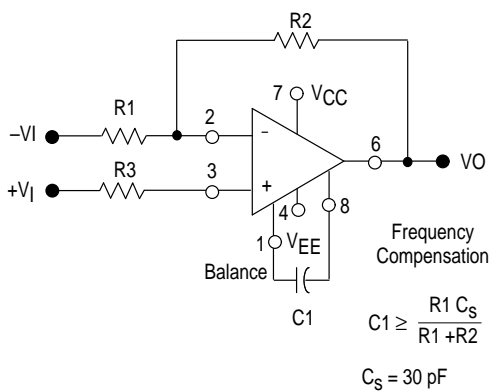 R2
7 VCC
R1
2
–VI
-
6
VO
+VI
R3
3
+
4
8
1
VEE
Balance
C1
Frequency
Compensation
C1 ≥ R1 Cs / R1 +R2
Cs = 30 pF